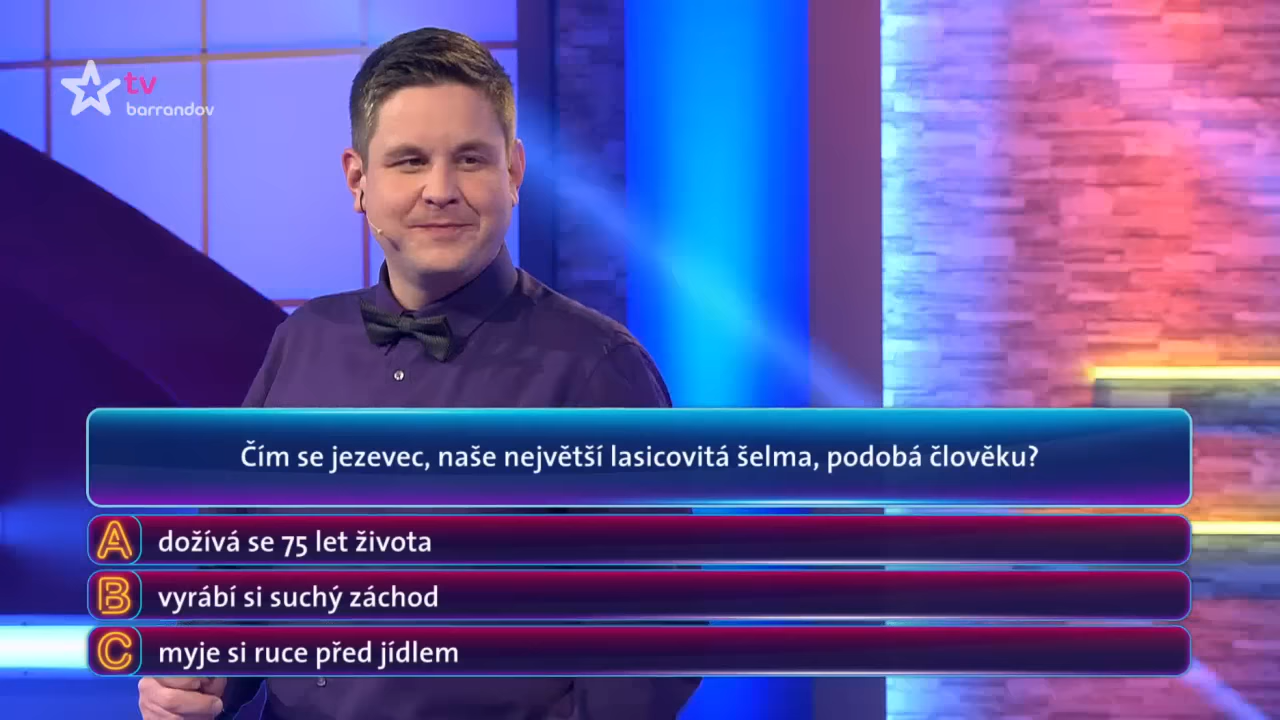 tv
barrandov
Čím se jezevec, naše největší lasicovitá šelma, podobá člověku?
A dožívá se 75 let života
B vyrábí si suchý záchod
C myje si ruce před jídlem